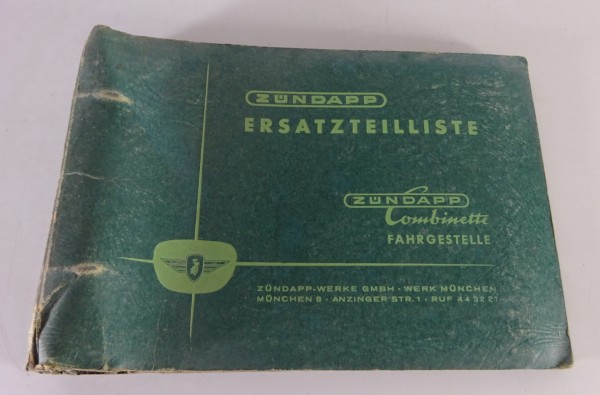 ZÜNDAPP
ERSATZTEILLISTE
ZÜNDAPP
Combinette
FAHRGESTELLE
ZÜNDAPP-WERKE GMBH · WERK MÜNCHEN
MÜNCHEN 8 · ANZINGER STR. 1 · RUF 44 32 21